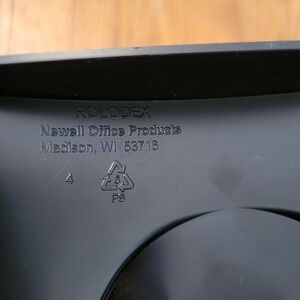 ROLODEX
Newell Office Products
Madison, WI 53716
4
6
PS